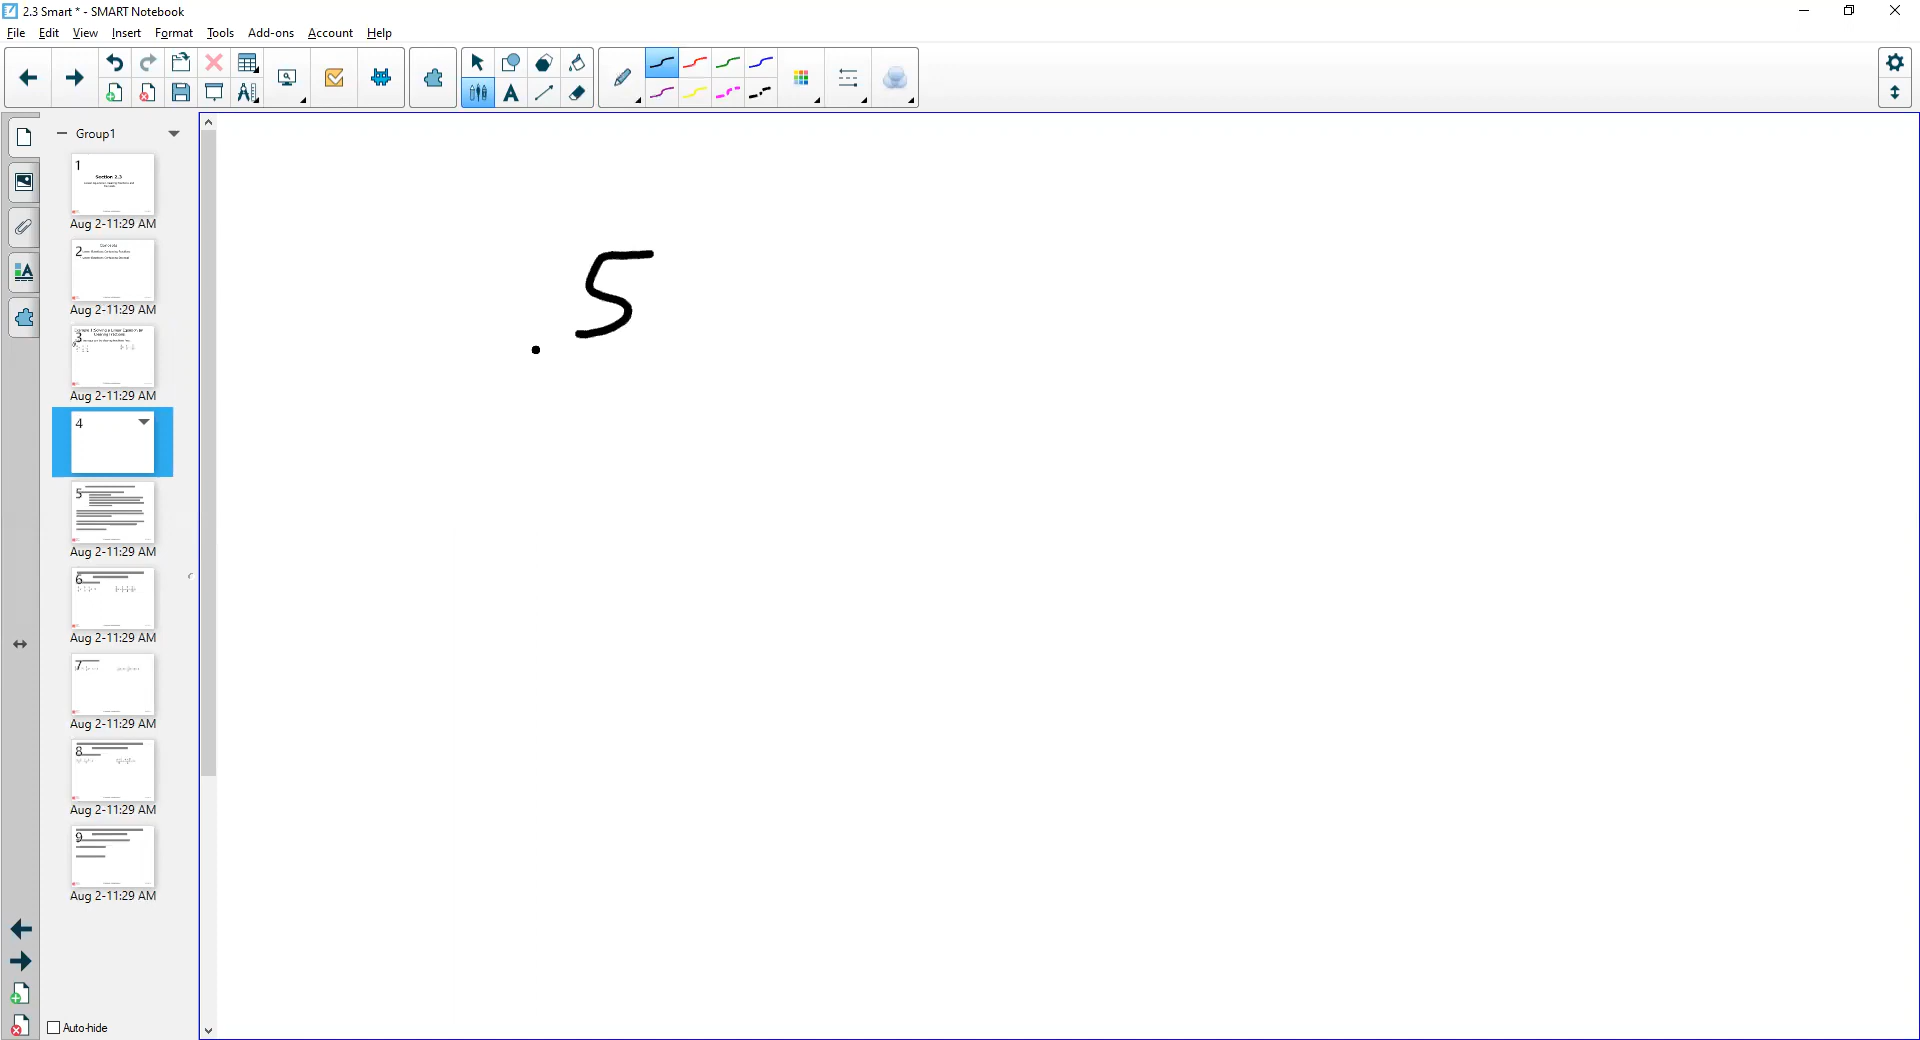 2.3 Smart * - SMART Notebook
File Edit View Insert Format Tools Add-ons Account Help
Group1
1
Section 2.3
Aug 2-11:29 AM
2
Aug 2-11:29 AM
3
Aug 2-11:29 AM
4
5
Aug 2-11:29 AM
6
Aug 2-11:29 AM
7
Aug 2-11:29 AM
8
Aug 2-11:29 AM
9
Aug 2-11:29 AM
Auto-hide
.5